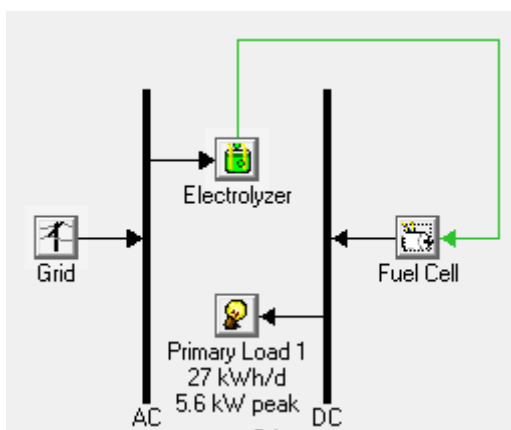 Electrolyzer
Grid
Fuel Cell
Primary Load 1
27 kWh/d
5.6 kW peak
AC
DC